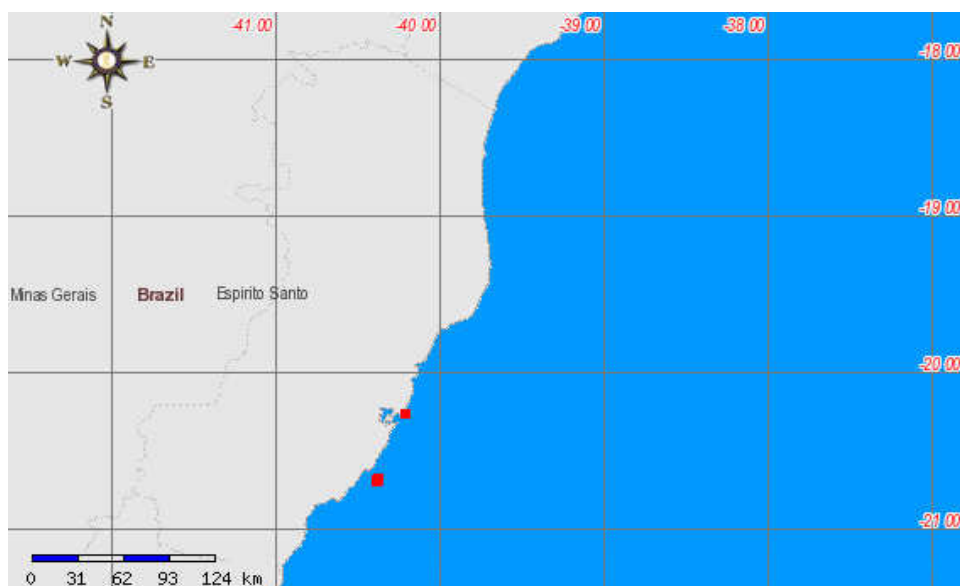 -41 00
-40 00
-39 00
-38 00
N
W
E
S
-18 00
-19 00
Minas Gerais
Brazil
Espirito Santo
-20 00
-21 00
0 31 62 93 124 km